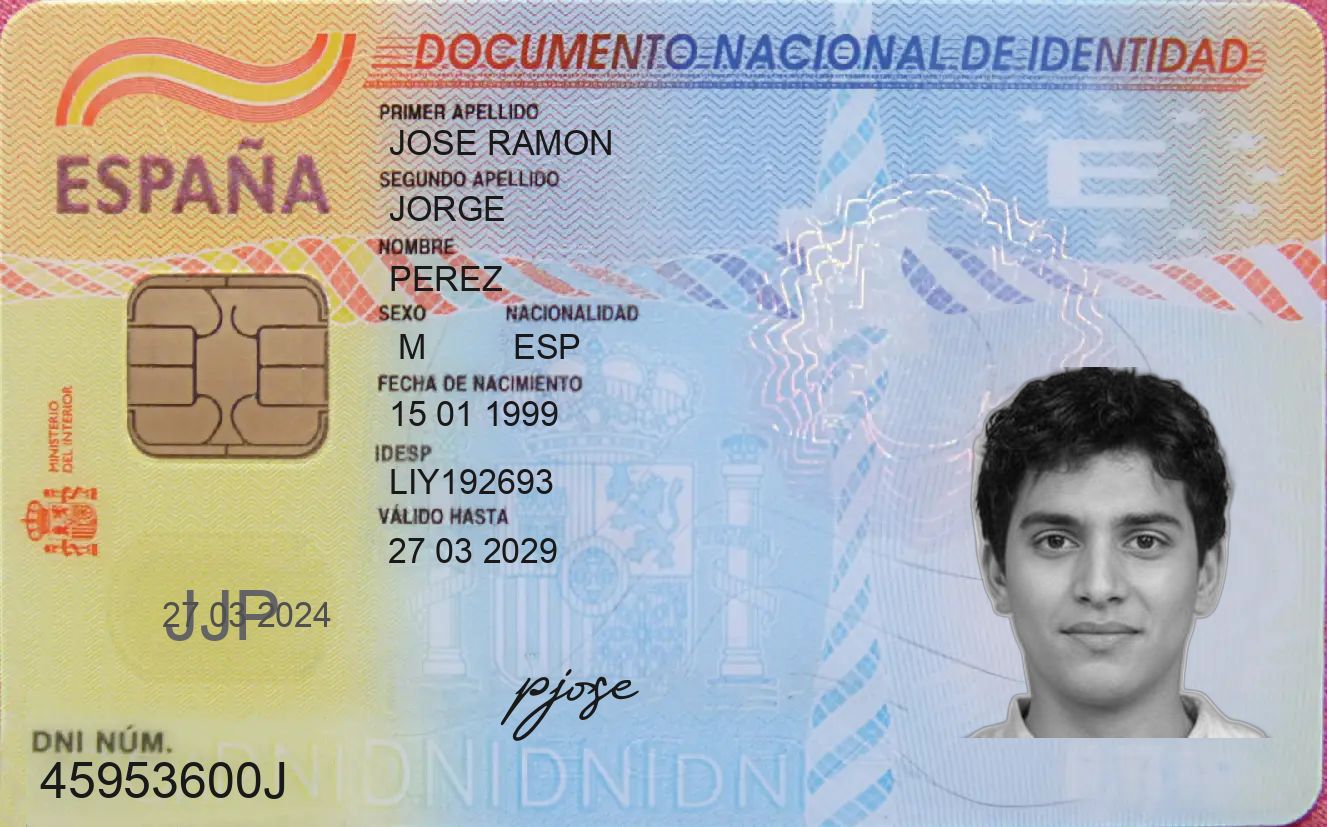 DOCUMENTO NACIONAL DE IDENTIDAD
ESPAÑA
PRIMER APELLIDO
JOSE RAMON
SEGUNDO APELLIDO
JORGE
NOMBRE
PEREZ
SEXO NACIONALIDAD
M ESP
FECHA DE NACIMIENTO
15 01 1999
IDESP
LIY192693
VÁLIDO HASTA
27 03 2029
MINISTERIO
DEL INTERIOR
E
27 03 2024
JJP
pjose
DNI NÚM.
45953600J
DNIDNIDNIDNI